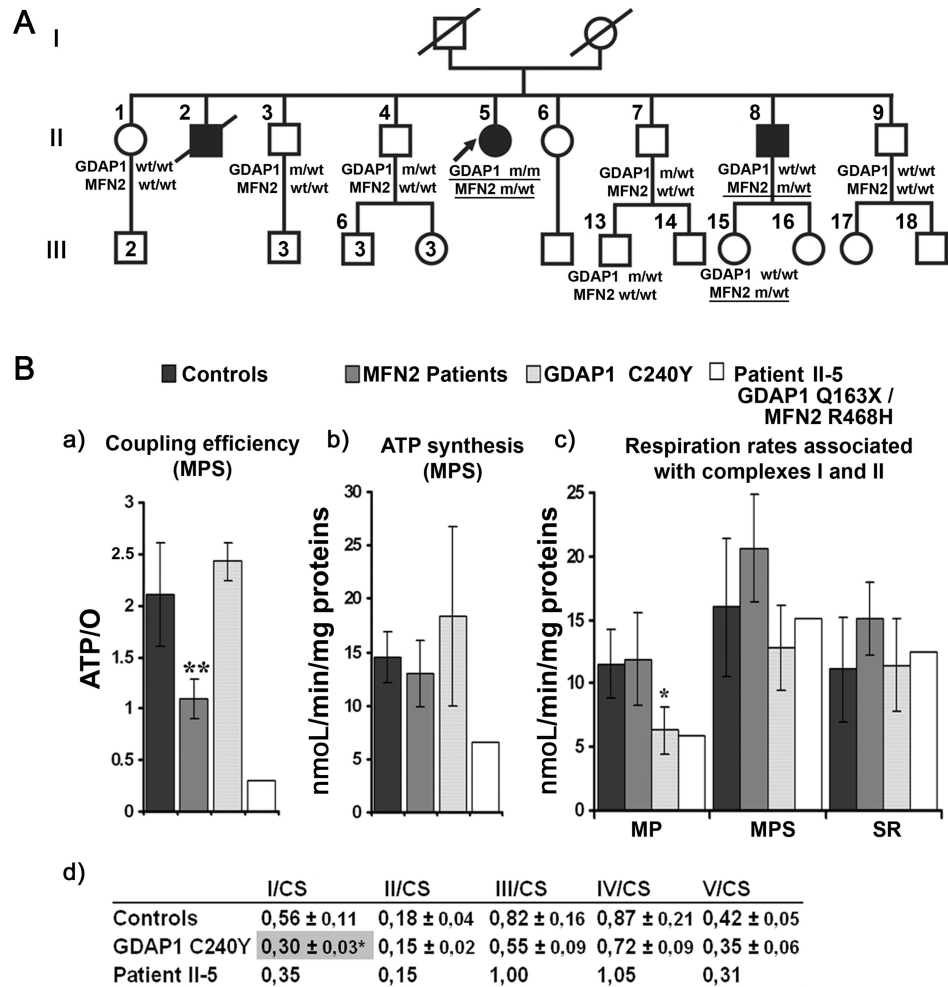 A
I
II
III
1 2 3 4 5 6 7 8 9
GDAP1 wt/wt
MFN2 wt/wt
GDAP1 m/wt
MFN2 wt/wt
GDAP1 m/wt
MFN2 wt/wt
GDAP1 m/m
MFN2 m/wt
GDAP1 m/wt
MFN2 wt/wt
GDAP1 wt/wt
MFN2 m/wt
GDAP1 wt/wt
MFN2 wt/wt
6 13 14 15 16 17 18
2 3 3 3
GDAP1 m/wt
MFN2 wt/wt
GDAP1 wt/wt
MFN2 m/wt
B
Controls
MFN2 Patients
GDAP1 C240Y
Patient II-5
GDAP1 Q163X /
MFN2 R468H
a) Coupling efficiency
(MPS)
ATP/O
3
2.5
2
1.5
1
0.5
0
**
b) ATP synthesis
(MPS)
nmoL/min/mg proteins
30
25
20
15
10
5
0
c) Respiration rates associated
with complexes I and II
nmoL/min/mg proteins
25
20
15
10
5
0
*
MP MPS SR
d)
I/CS II/CS III/CS IV/CS V/CS
Controls 0,56 ± 0,11 0,18 ± 0,04 0,82 ± 0,16 0,87 ± 0,21 0,42 ± 0,05
GDAP1 C240Y 0,30 ± 0,03* 0,15 ± 0,02 0,55 ± 0,09 0,72 ± 0,09 0,35 ± 0,06
Patient II-5 0,35 0,15 1,00 1,05 0,31